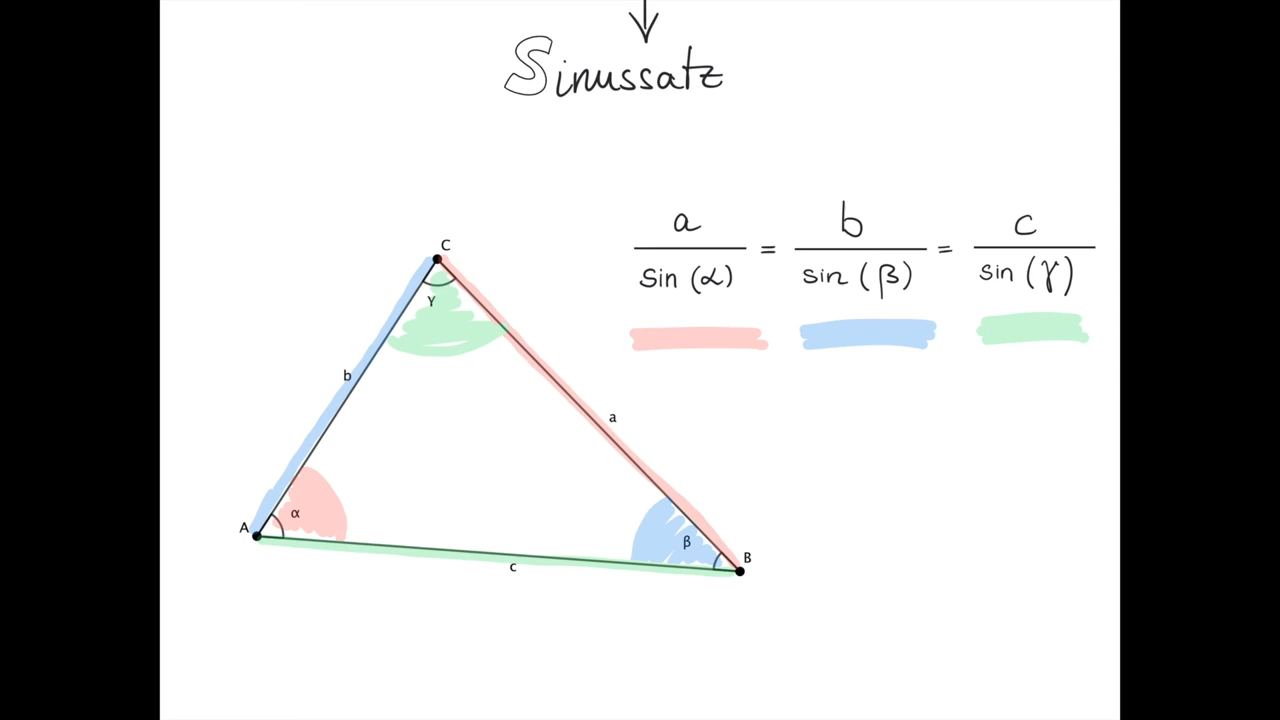 Sinussatz
a / sin (α) = b / sin (β) = c / sin (γ)
C
γ
b
a
α
A
β
B
c